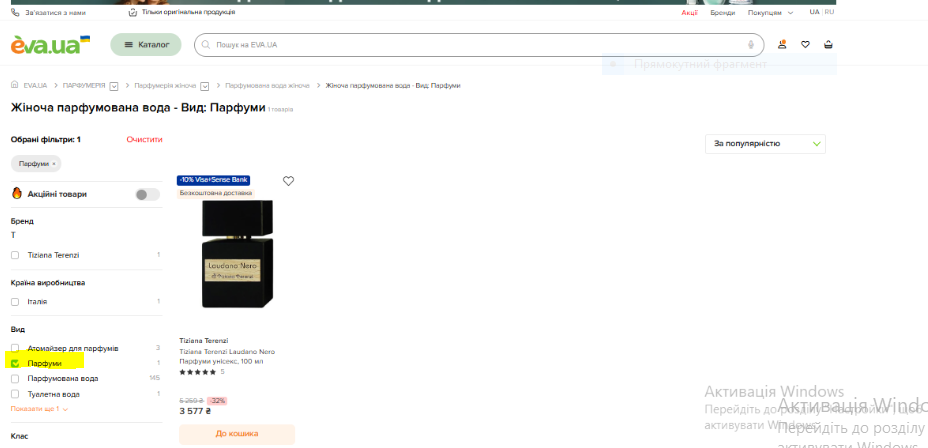 Зв'язатися з нами
Тільки оригінальна продукція
Акції
Бренди
Покупцям
UA | RU
èva.ua
Каталог
Пошук на EVA.UA
Прямокутний фрагмент
EVA.UA > ПАРФУМЕРІЯ > Парфумерія жіноча > Парфумована вода жіноча > Жіноча парфумована вода - Вид: Парфуми
Жіноча парфумована вода - Вид: Парфуми 1 товарів
Обрані фільтри: 1
Очистити
За популярністю
Парфуми
Акційні товари
Бренд
T
Tiziana Terenzi 1
Країна виробництва
Італія 1
Вид
Атомайзер для парфумів 3
Парфуми 1
Парфумована вода 145
Туалетна вода 1
Показати ще 1
Клас
-10% Visa+Sense Bank
Безкоштовна доставка
Laudano Nero
Tiziana Terenzi
Tiziana Terenzi
Tiziana Terenzi Laudano Nero
Парфуми унісекс, 100 мл
5
5 259 ₴ -32%
3 577 ₴
До кошика
Активація Windows
Перейдіть до розділу "Настройки", щоб
активувати Windows.
Активація Windo
Перейдіть до розділу
активувати Windows